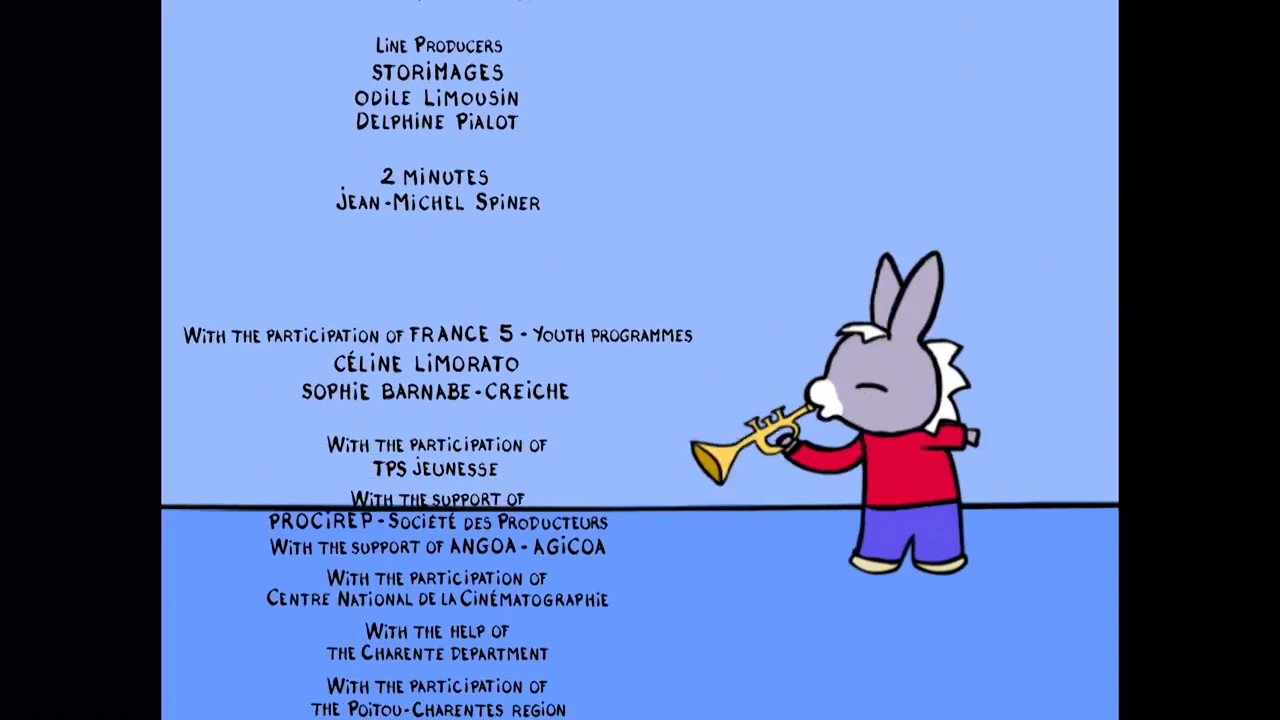 LiNE PRODUCERS
STORiMAGES
ODiLE LiMOUSiN
DELPHiNE PiALOT
2 MiNUTES
jEAN-MiCHEL SPiNER
WiTH THE PARTiCiPATiON OF FRANCE 5 - YOUTH PROGRAMMES
CÉLiNE LiMORATO
SOPHiE BARNABE-CREiCHE
WiTH THE PARTiCiPATiON OF
TPS jEUNESSE
WiTH THE SUPPORT OF
PROCiREP - SOCiÉTÉ DES PRODUCTEURS
WiTH THE SUPPORT OF ANGOA - AGiCOA
WiTH THE PARTiCiPATiON OF
CENTRE NATiONAL DE LA CiNÉMATOGRAPHiE
WiTH THE HELP OF
THE CHARENTE DEPARTMENT
WiTH THE PARTiCiPATiON OF
THE POiTOU-CHARENTES REGiON